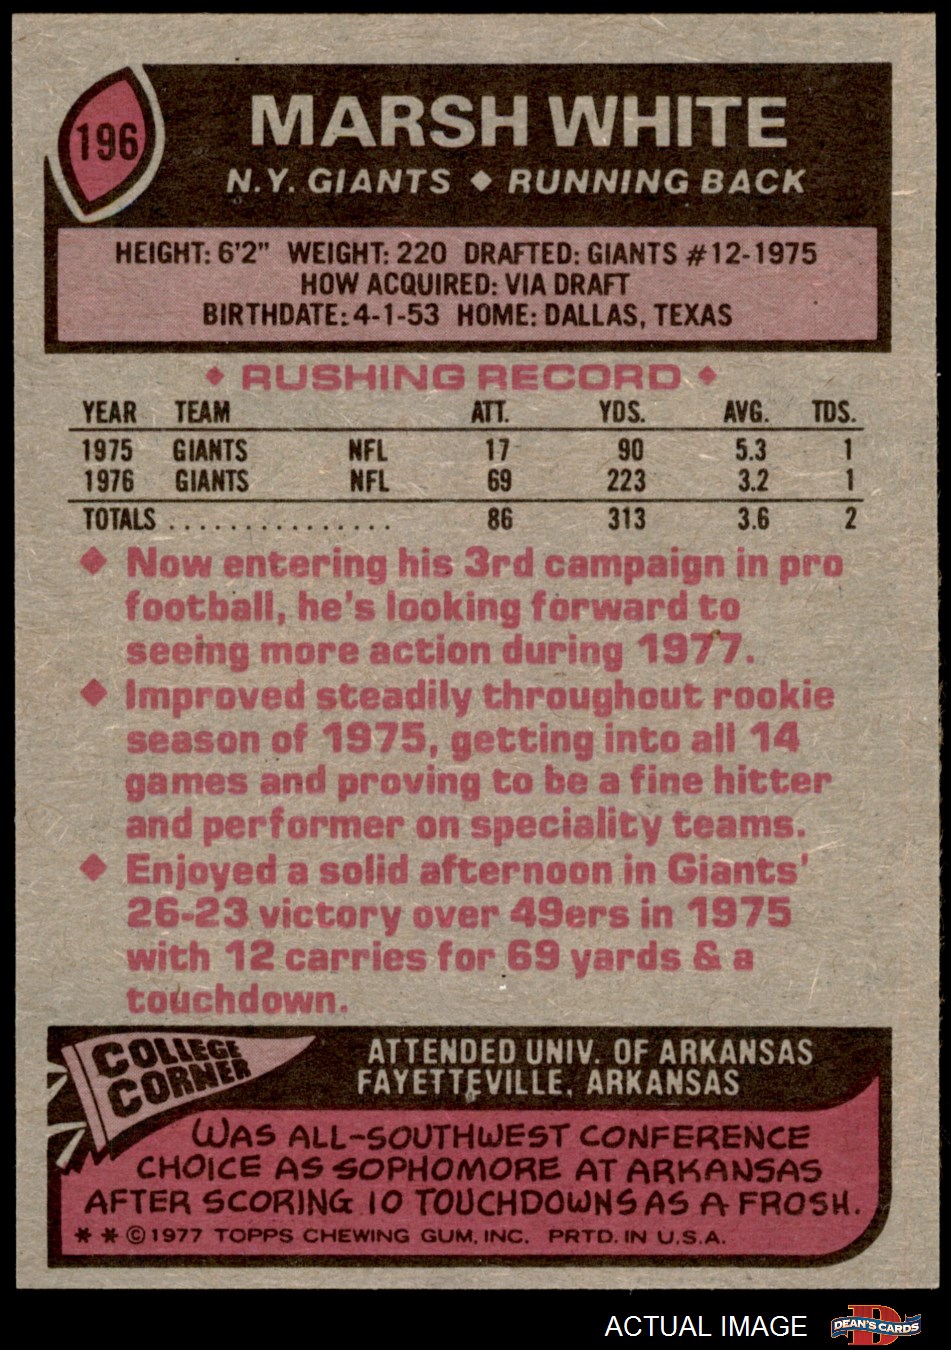 196
MARSH WHITE
N.Y. GIANTS ◆ RUNNING BACK
HEIGHT: 6'2" WEIGHT: 220 DRAFTED: GIANTS #12-1975
HOW ACQUIRED: VIA DRAFT
BIRTHDATE: 4-1-53 HOME: DALLAS, TEXAS
◆ RUSHING RECORD ◆
YEAR TEAM ATT. YDS. AVG. TDS.
1975 GIANTS NFL 17 90 5.3 1
1976 GIANTS NFL 69 223 3.2 1
TOTALS . . . . . . . . . . . . . . . 86 313 3.6 2
◆ Now entering his 3rd campaign in pro
football, he's looking forward to
seeing more action during 1977.
◆ Improved steadily throughout rookie
season of 1975, getting into all 14
games and proving to be a fine hitter
and performer on speciality teams.
◆ Enjoyed a solid afternoon in Giants'
26-23 victory over 49ers in 1975
with 12 carries for 69 yards & a
touchdown.
COLLEGE
CORNER
ATTENDED UNIV. OF ARKANSAS
FAYETTEVILLE, ARKANSAS
WAS ALL-SOUTHWEST CONFERENCE
CHOICE AS SOPHOMORE AT ARKANSAS
AFTER SCORING 10 TOUCHDOWNS AS A FROSH.
* * © 1977 TOPPS CHEWING GUM, INC. PRTD. IN U.S.A.
ACTUAL IMAGE
D
DEAN'S CARDS